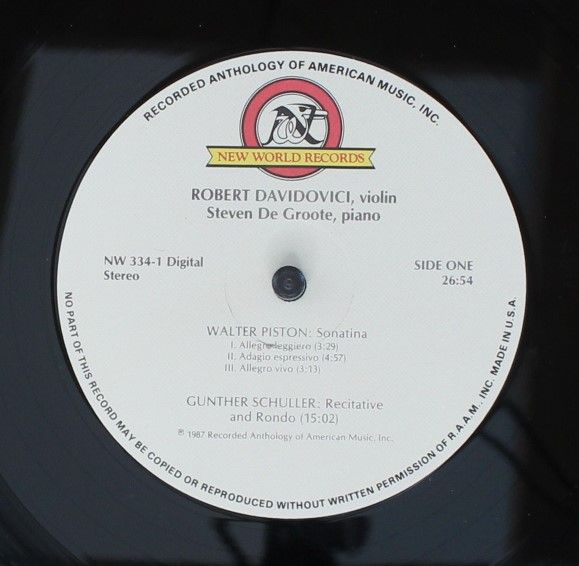 RECORDED ANTHOLOGY OF AMERICAN MUSIC, INC.
NEW WORLD RECORDS
ROBERT DAVIDOVICI, violin
Steven De Groote, piano
NW 334-1 Digital
Stereo
SIDE ONE
26:54
WALTER PISTON: Sonatina
I. Allegro leggiero (3:29)
II. Adagio espressivo (4:57)
III. Allegro vivo (3:13)
GUNTHER SCHULLER: Recitative
and Rondo (15:02)
℗ 1987 Recorded Anthology of American Music, Inc.
NO PART OF THIS RECORD MAY BE COPIED OR REPRODUCED WITHOUT WRITTEN PERMISSION OF R.A.A.M., INC. MADE IN U.S.A.